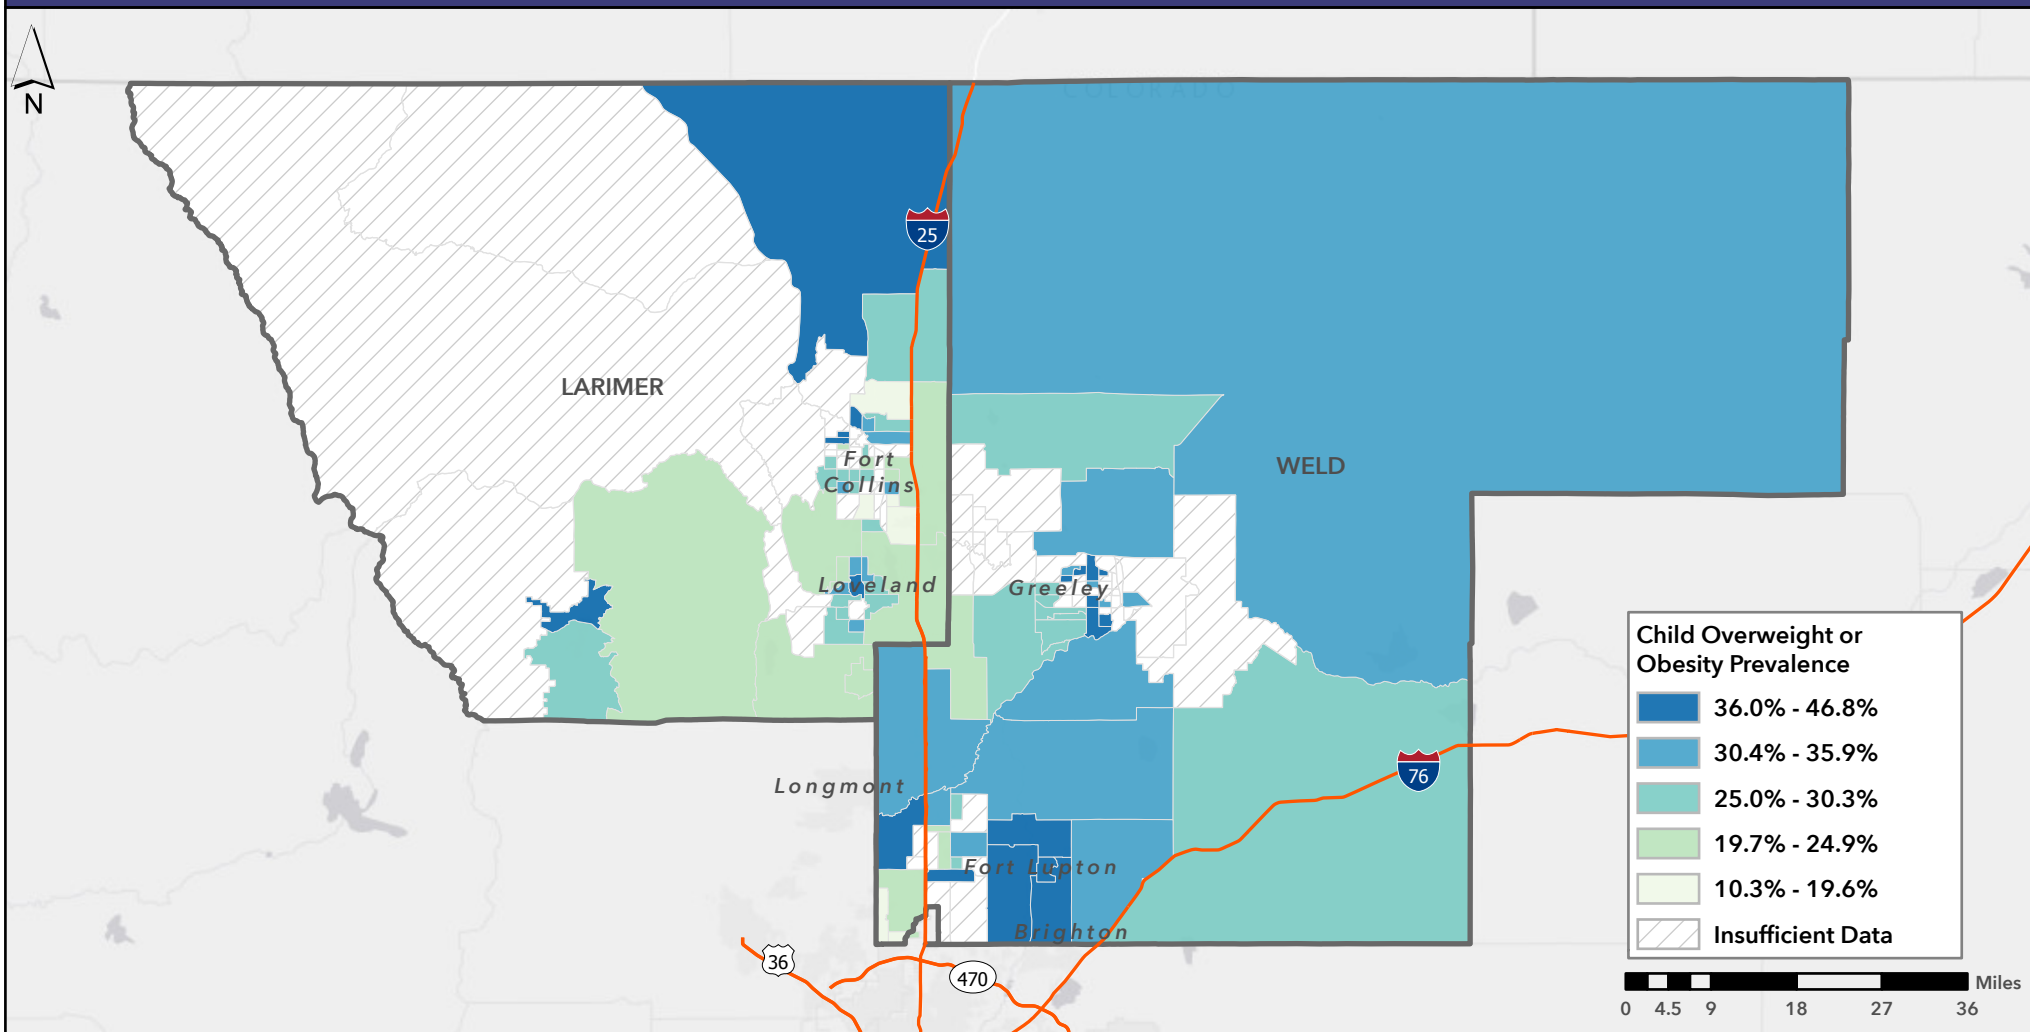 N
COLORADO
25
LARIMER
WELD
Fort
Collins
Loveland
Greeley
Longmont
76
Fort Lupton
Brighton
36
470
Child Overweight or
Obesity Prevalence
36.0% - 46.8%
30.4% - 35.9%
25.0% - 30.3%
19.7% - 24.9%
10.3% - 19.6%
Insufficient Data
Miles
0 4.5 9 18 27 36